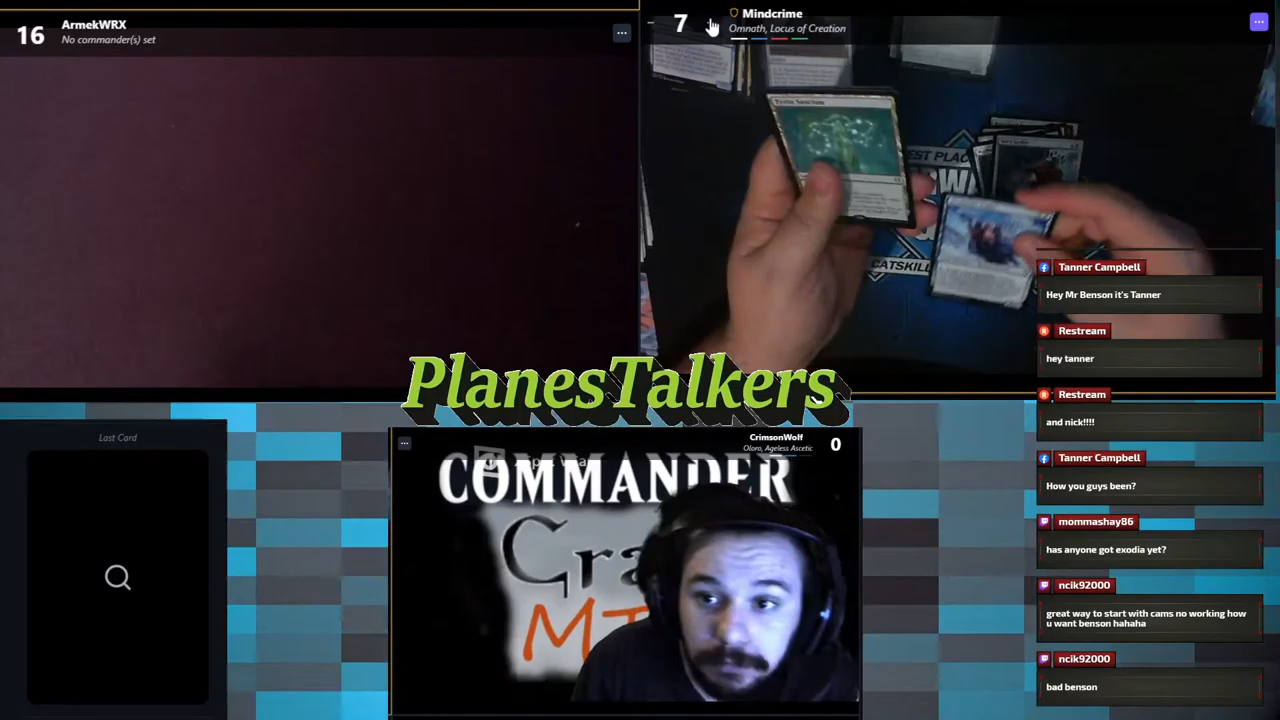 16
ArmekWRX
No commander(s) set
7
Mindcrime
Omnath, Locus of Creation
CATSKILL
Tanner Campbell
Hey Mr Benson it's Tanner
Restream
hey tanner
Restream
and nick!!!!
Tanner Campbell
How you guys been?
mommashay86
has anyone got exodia yet?
ncik92000
great way to start with cams no working how
u want benson hahaha
ncik92000
bad benson
PlanesTalkers
Last Card
CrimsonWolf
Oloro, Ageless Ascetic
0
COMMANDER